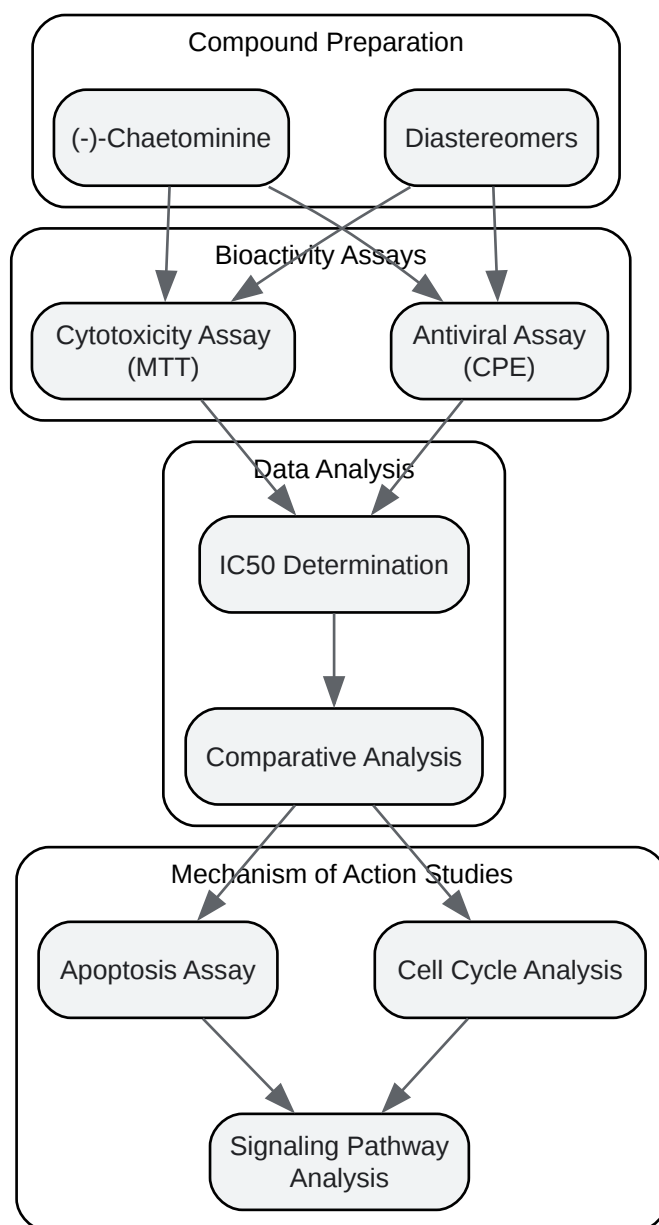 Compound Preparation
(-)-Chaetominine
Diastereomers
Bioactivity Assays
Cytotoxicity Assay
(MTT)
Antiviral Assay
(CPE)
Data Analysis
IC50 Determination
Comparative Analysis
Mechanism of Action Studies
Apoptosis Assay
Cell Cycle Analysis
Signaling Pathway
Analysis